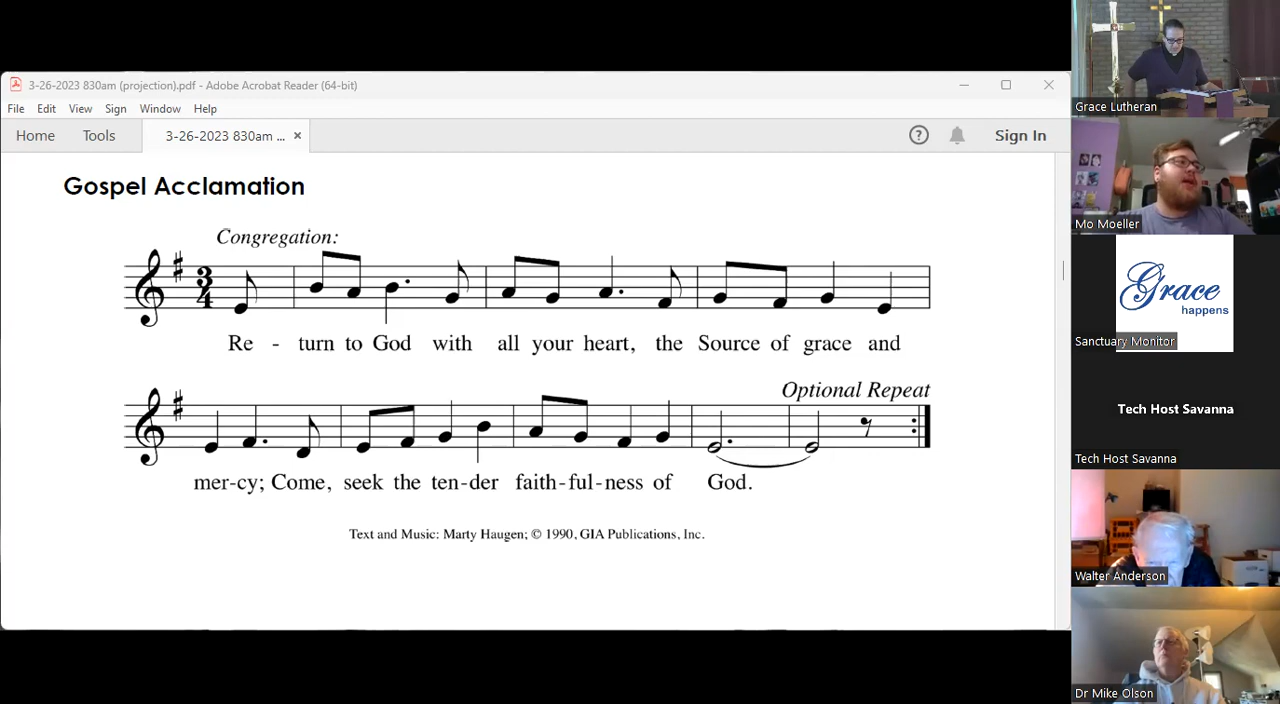 3-26-2023 830am (projection).pdf - Adobe Acrobat Reader (64-bit)
File Edit View Sign Window Help
Home Tools 3-26-2023 830am ... × ? Sign In
Gospel Acclamation
Congregation:
3
4
Re - turn to God with all your heart, the Source of grace and
Optional Repeat
mer-cy; Come, seek the ten-der faith-ful-ness of God.
Text and Music: Marty Haugen; © 1990, GIA Publications, Inc.
Grace Lutheran
Mo Moeller
Grace
happens
Sanctuary Monitor
Tech Host Savanna
Tech Host Savanna
Walter Anderson
Dr Mike Olson